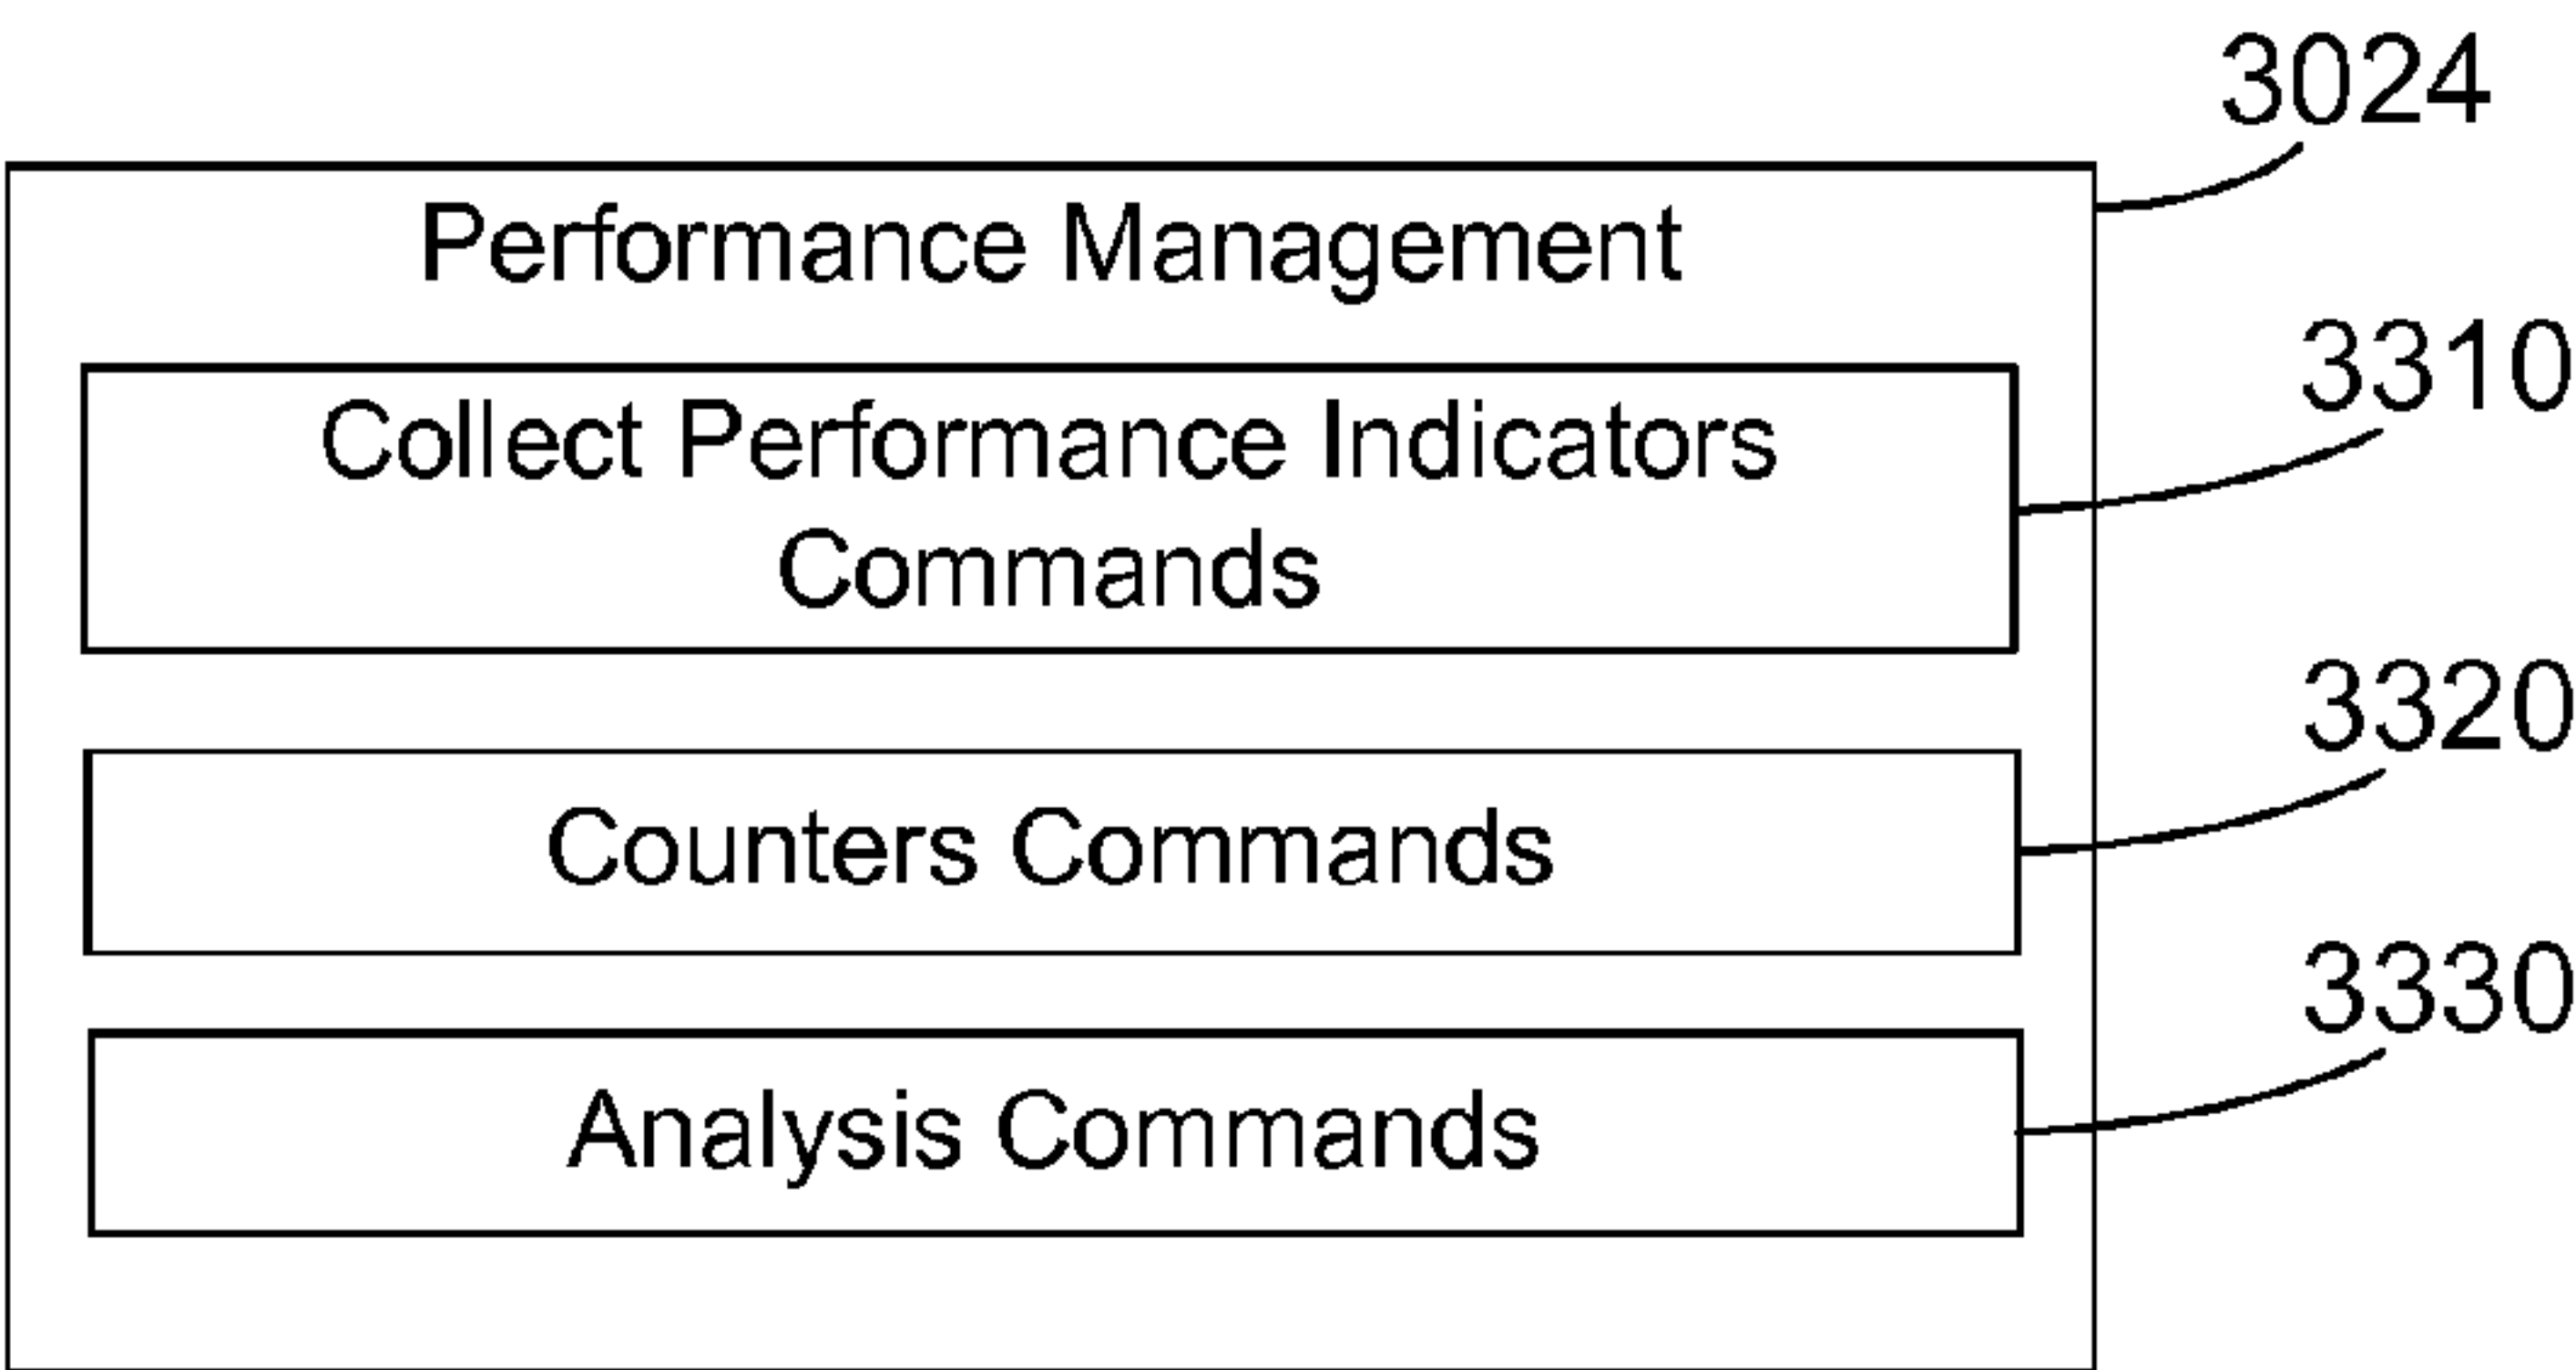 3024
Performance Management
3310
Collect Performance Indicators
Commands
3320
Counters Commands
3330
Analysis Commands